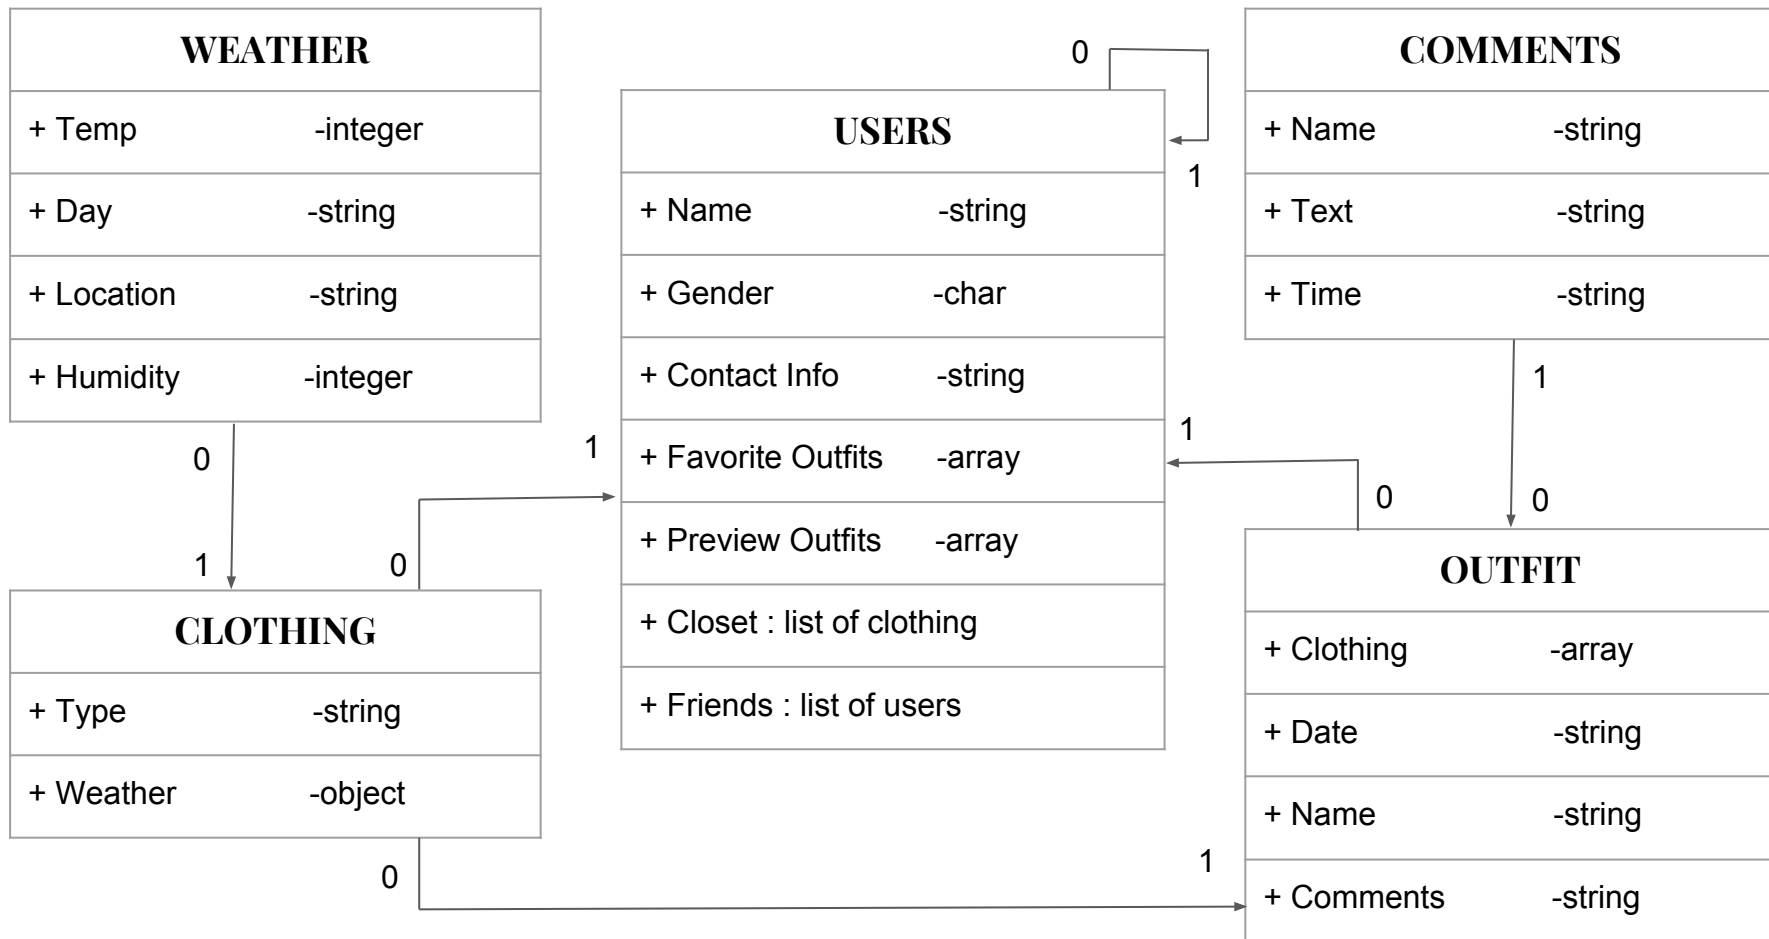 WEATHER
+ Temp -integer
+ Day -string
+ Location -string
+ Humidity -integer
0
1
CLOTHING
+ Type -string
+ Weather -object
0
1
0
1
0
1
USERS
+ Name -string
+ Gender -char
+ Contact Info -string
+ Favorite Outfits -array
+ Preview Outfits -array
+ Closet : list of clothing
+ Friends : list of users
COMMENTS
+ Name -string
+ Text -string
+ Time -string
1
0
1
0
OUTFIT
+ Clothing -array
+ Date -string
+ Name -string
+ Comments -string